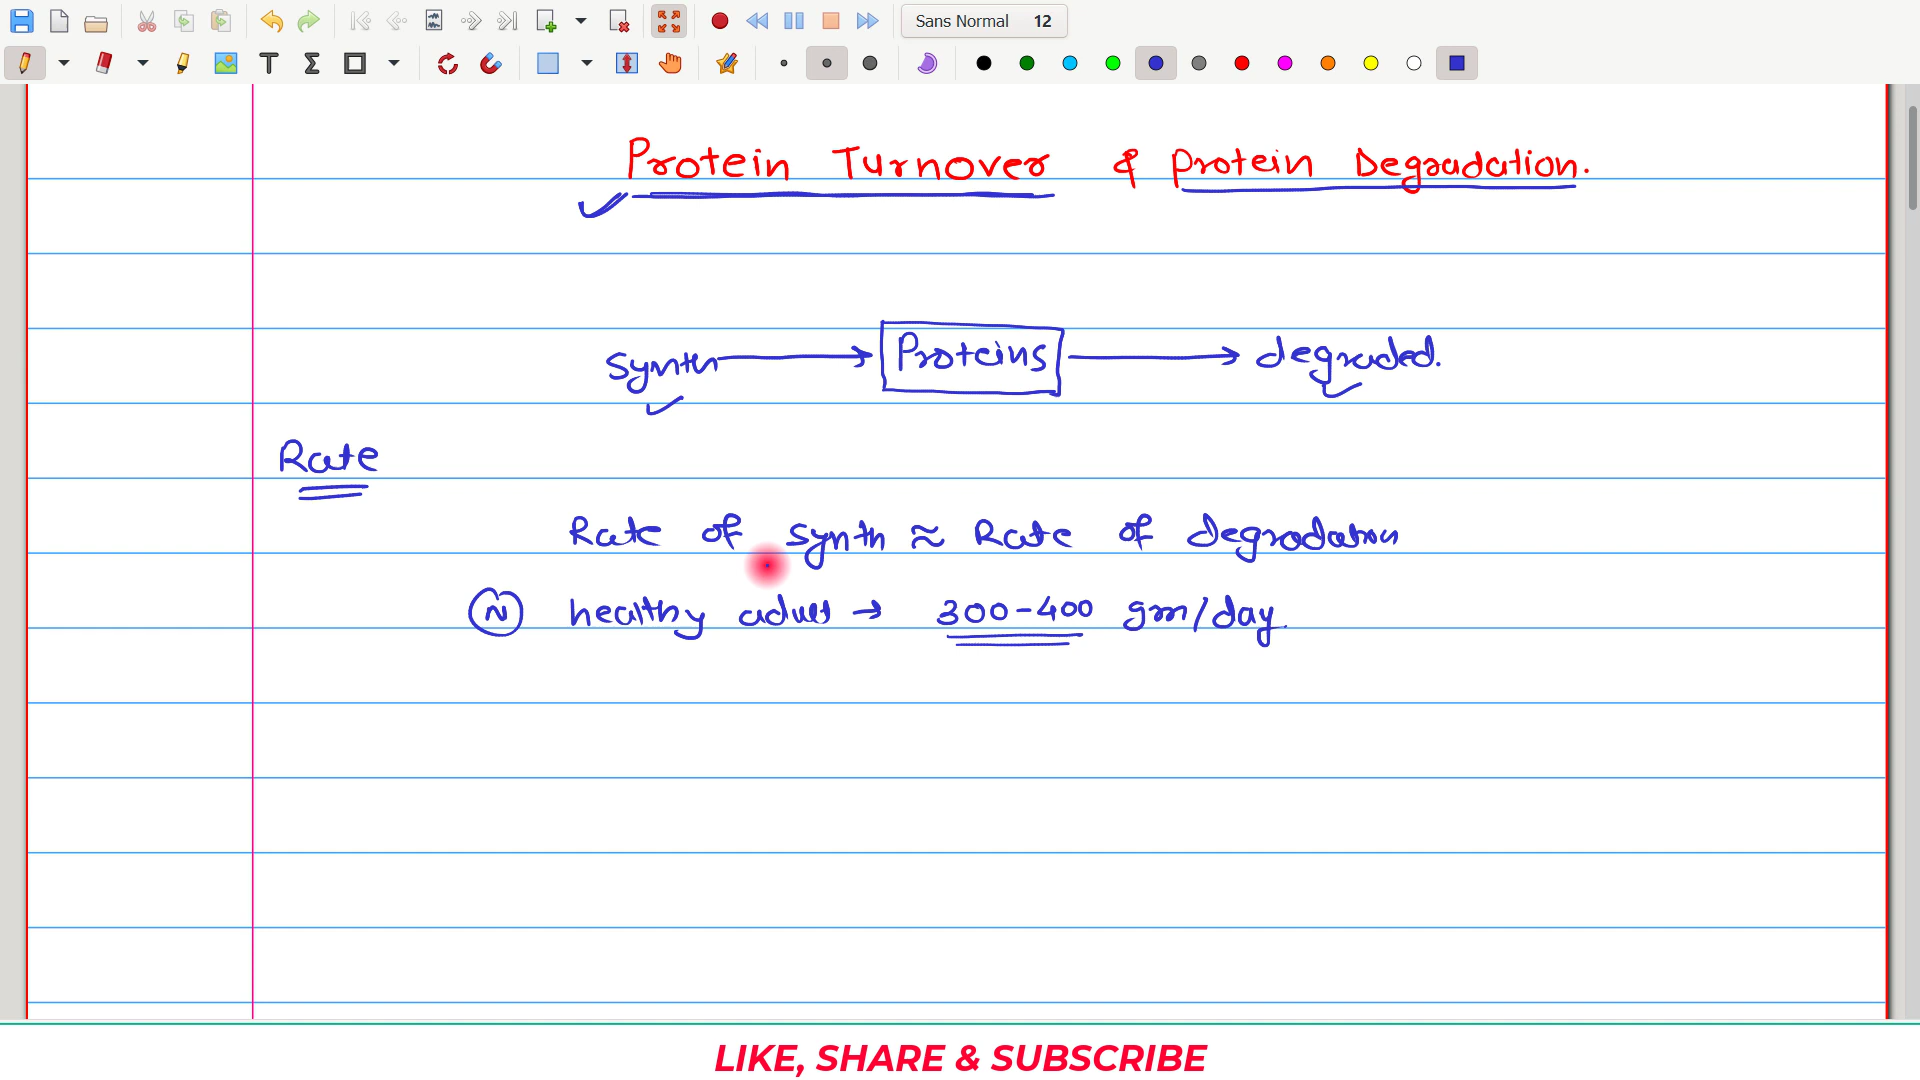 Sans Normal 12
Protein Turnover & Protein Degradation.
Synth → Proteins → degraded.
Rate
Rate of synth ≈ Rate of degradation
N healthy adult → 300-400 gm/day.
LIKE, SHARE & SUBSCRIBE